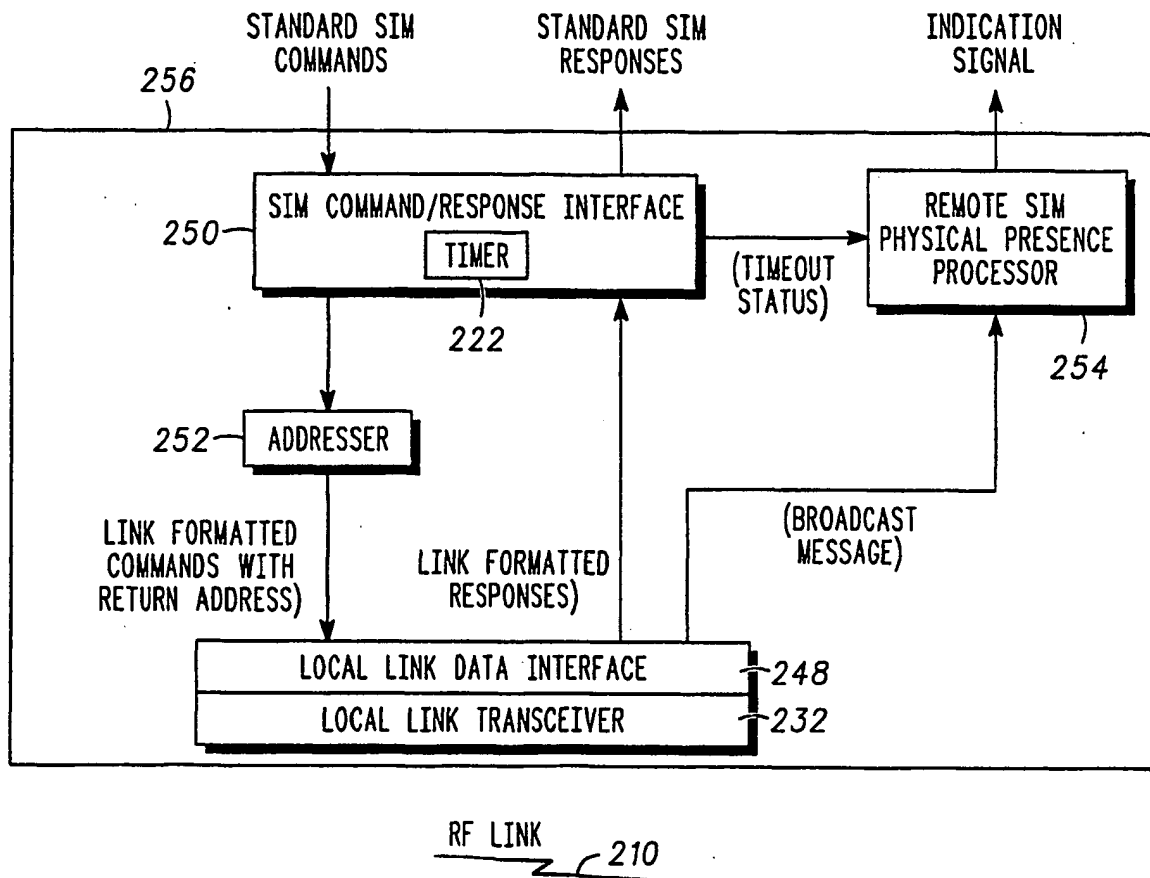 STANDARD SIM
COMMANDS
STANDARD SIM
RESPONSES
INDICATION
SIGNAL
256
SIM COMMAND/RESPONSE INTERFACE
250
TIMER
222
(TIMEOUT
STATUS)
REMOTE SIM
PHYSICAL PRESENCE
PROCESSOR
254
252
ADDRESSER
LINK FORMATTED
COMMANDS WITH
RETURN ADDRESS)
LINK FORMATTED
RESPONSES)
(BROADCAST
MESSAGE)
LOCAL LINK DATA INTERFACE
248
LOCAL LINK TRANSCEIVER
232
RF LINK
210